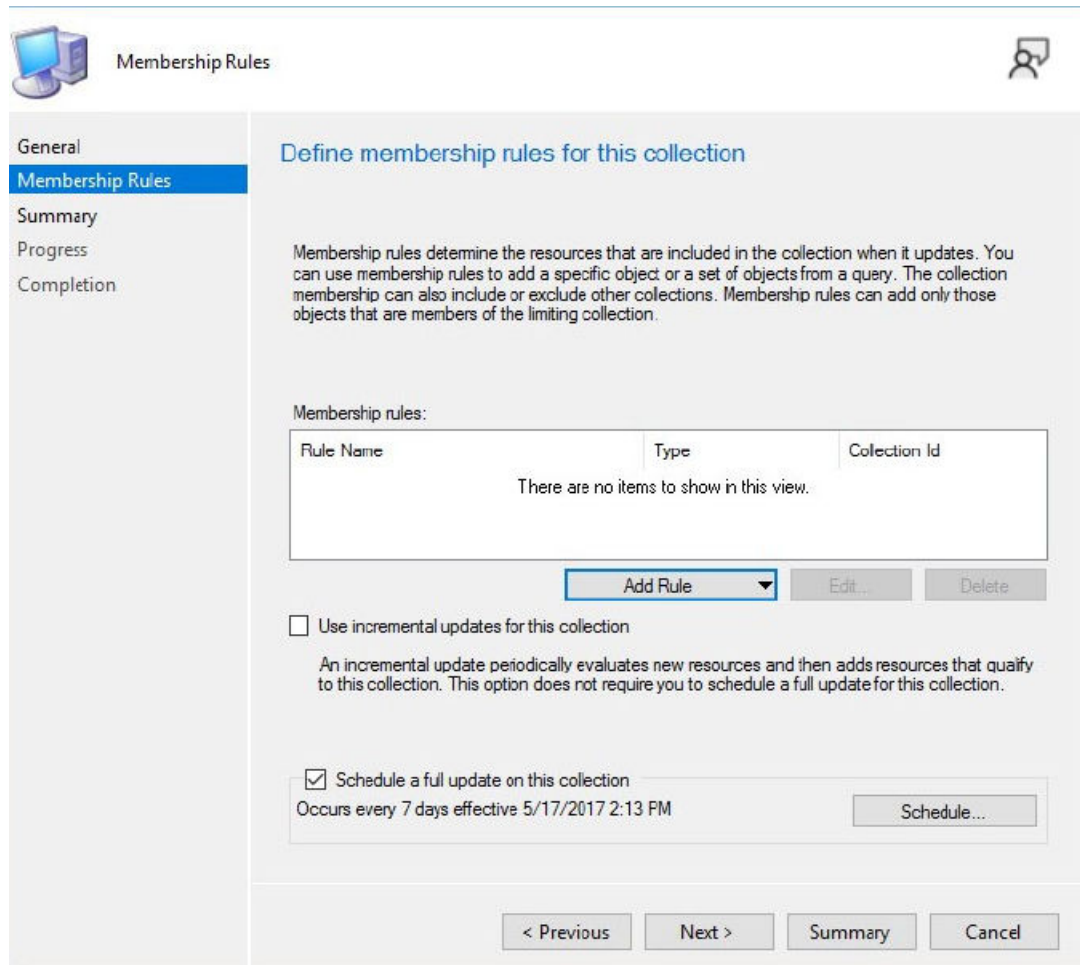 Membership Rules
General
Membership Rules
Summary
Progress
Completion
Define membership rules for this collection
Membership rules determine the resources that are included in the collection when it updates. You
can use membership rules to add a specific object or a set of objects from a query. The collection
membership can also include or exclude other collections. Membership rules can add only those
objects that are members of the limiting collection.
Membership rules:
Rule Name Type Collection Id
There are no items to show in this view.
Add Rule Edit... Delete
Use incremental updates for this collection
An incremental update periodically evaluates new resources and then adds resources that qualify
to this collection. This option does not require you to schedule a full update for this collection.
Schedule a full update on this collection
Occurs every 7 days effective 5/17/2017 2:13 PM
Schedule...
< Previous Next > Summary Cancel